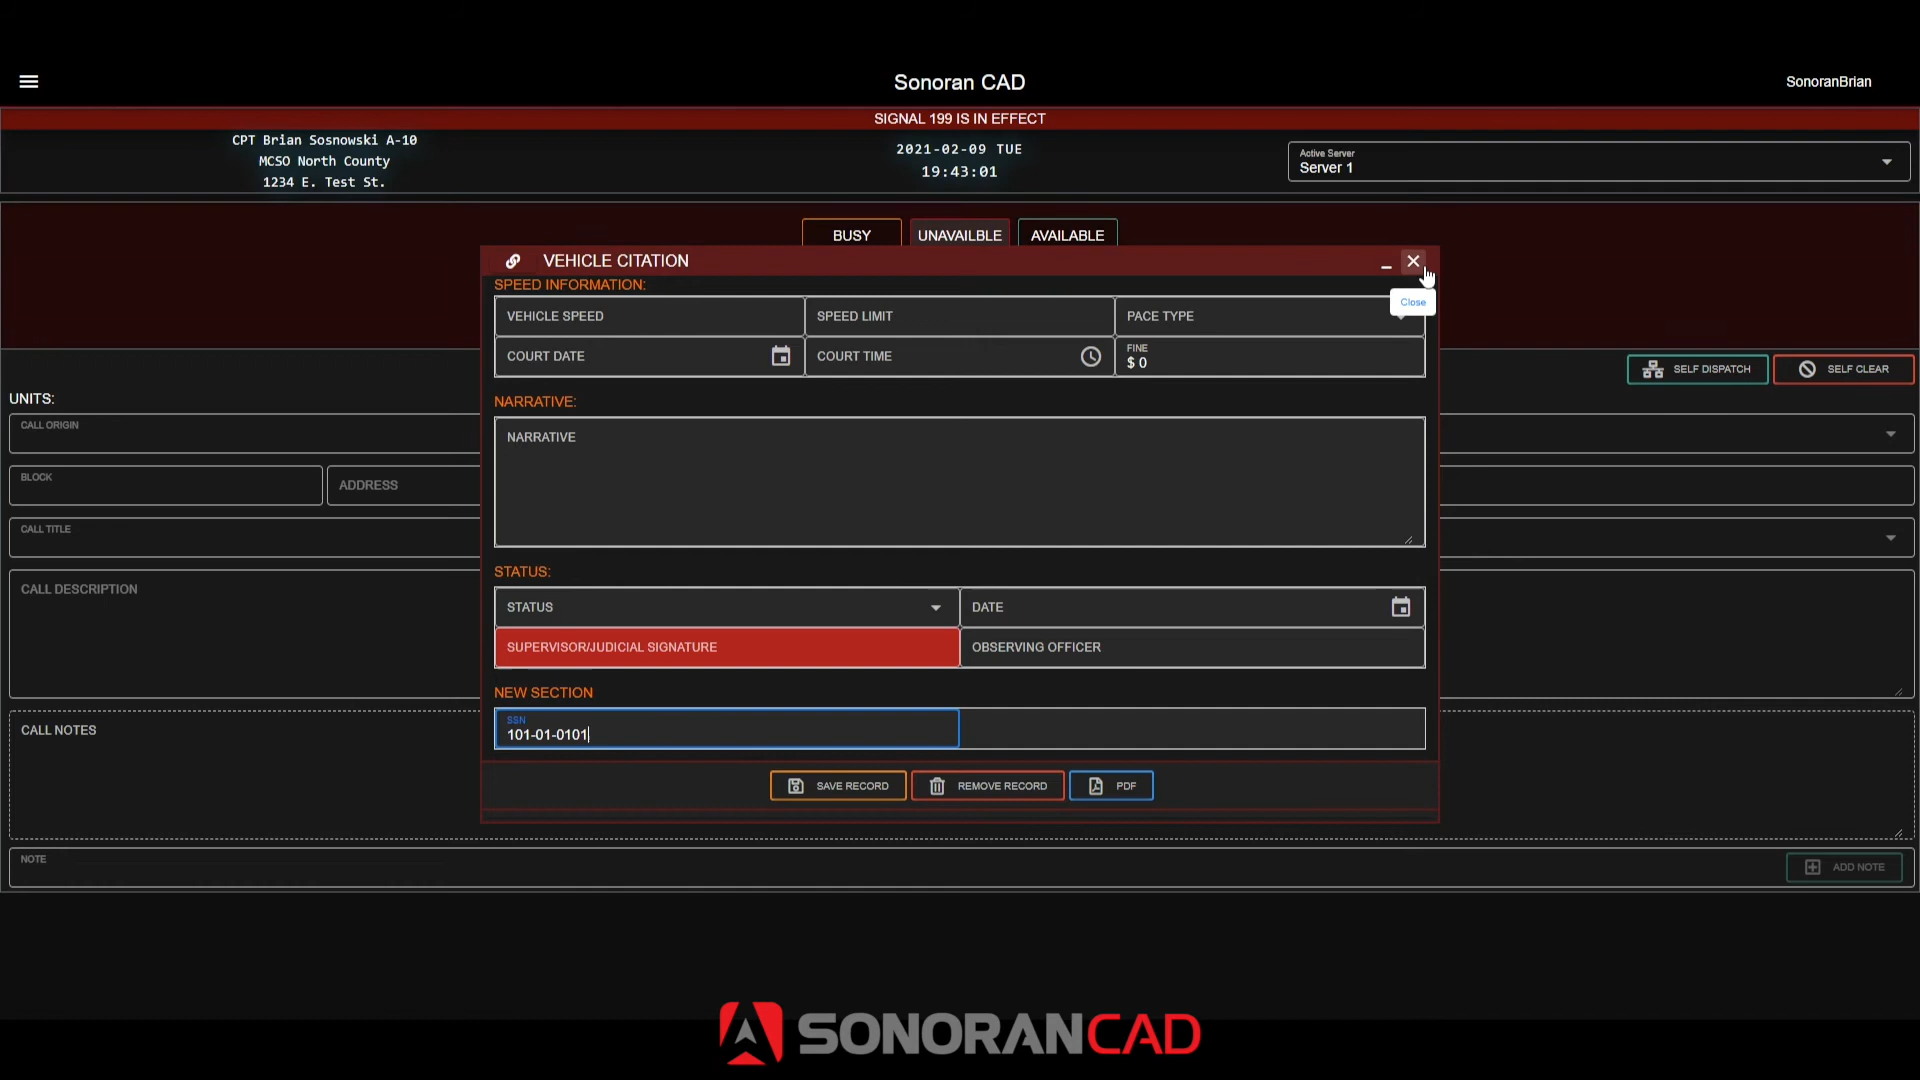 Sonoran CAD
SonoranBrian
SIGNAL 199 IS IN EFFECT
CPT Brian Sosnowski A-10
MCSO North County
1234 E. Test St.
2021-02-09 TUE
19:43:01
Active Server
Server 1
BUSY
UNAVAILBLE
AVAILABLE
VEHICLE CITATION
Close
SPEED INFORMATION:
VEHICLE SPEED
SPEED LIMIT
PACE TYPE
COURT DATE
COURT TIME
FINE
$ 0
NARRATIVE:
NARRATIVE
STATUS:
STATUS
DATE
SUPERVISOR/JUDICIAL SIGNATURE
OBSERVING OFFICER
NEW SECTION
SSN
101-01-0101
SAVE RECORD
REMOVE RECORD
PDF
SELF DISPATCH
SELF CLEAR
UNITS:
CALL ORIGIN
BLOCK
ADDRESS
CALL TITLE
CALL DESCRIPTION
CALL NOTES
NOTE
ADD NOTE
SONORANCAD